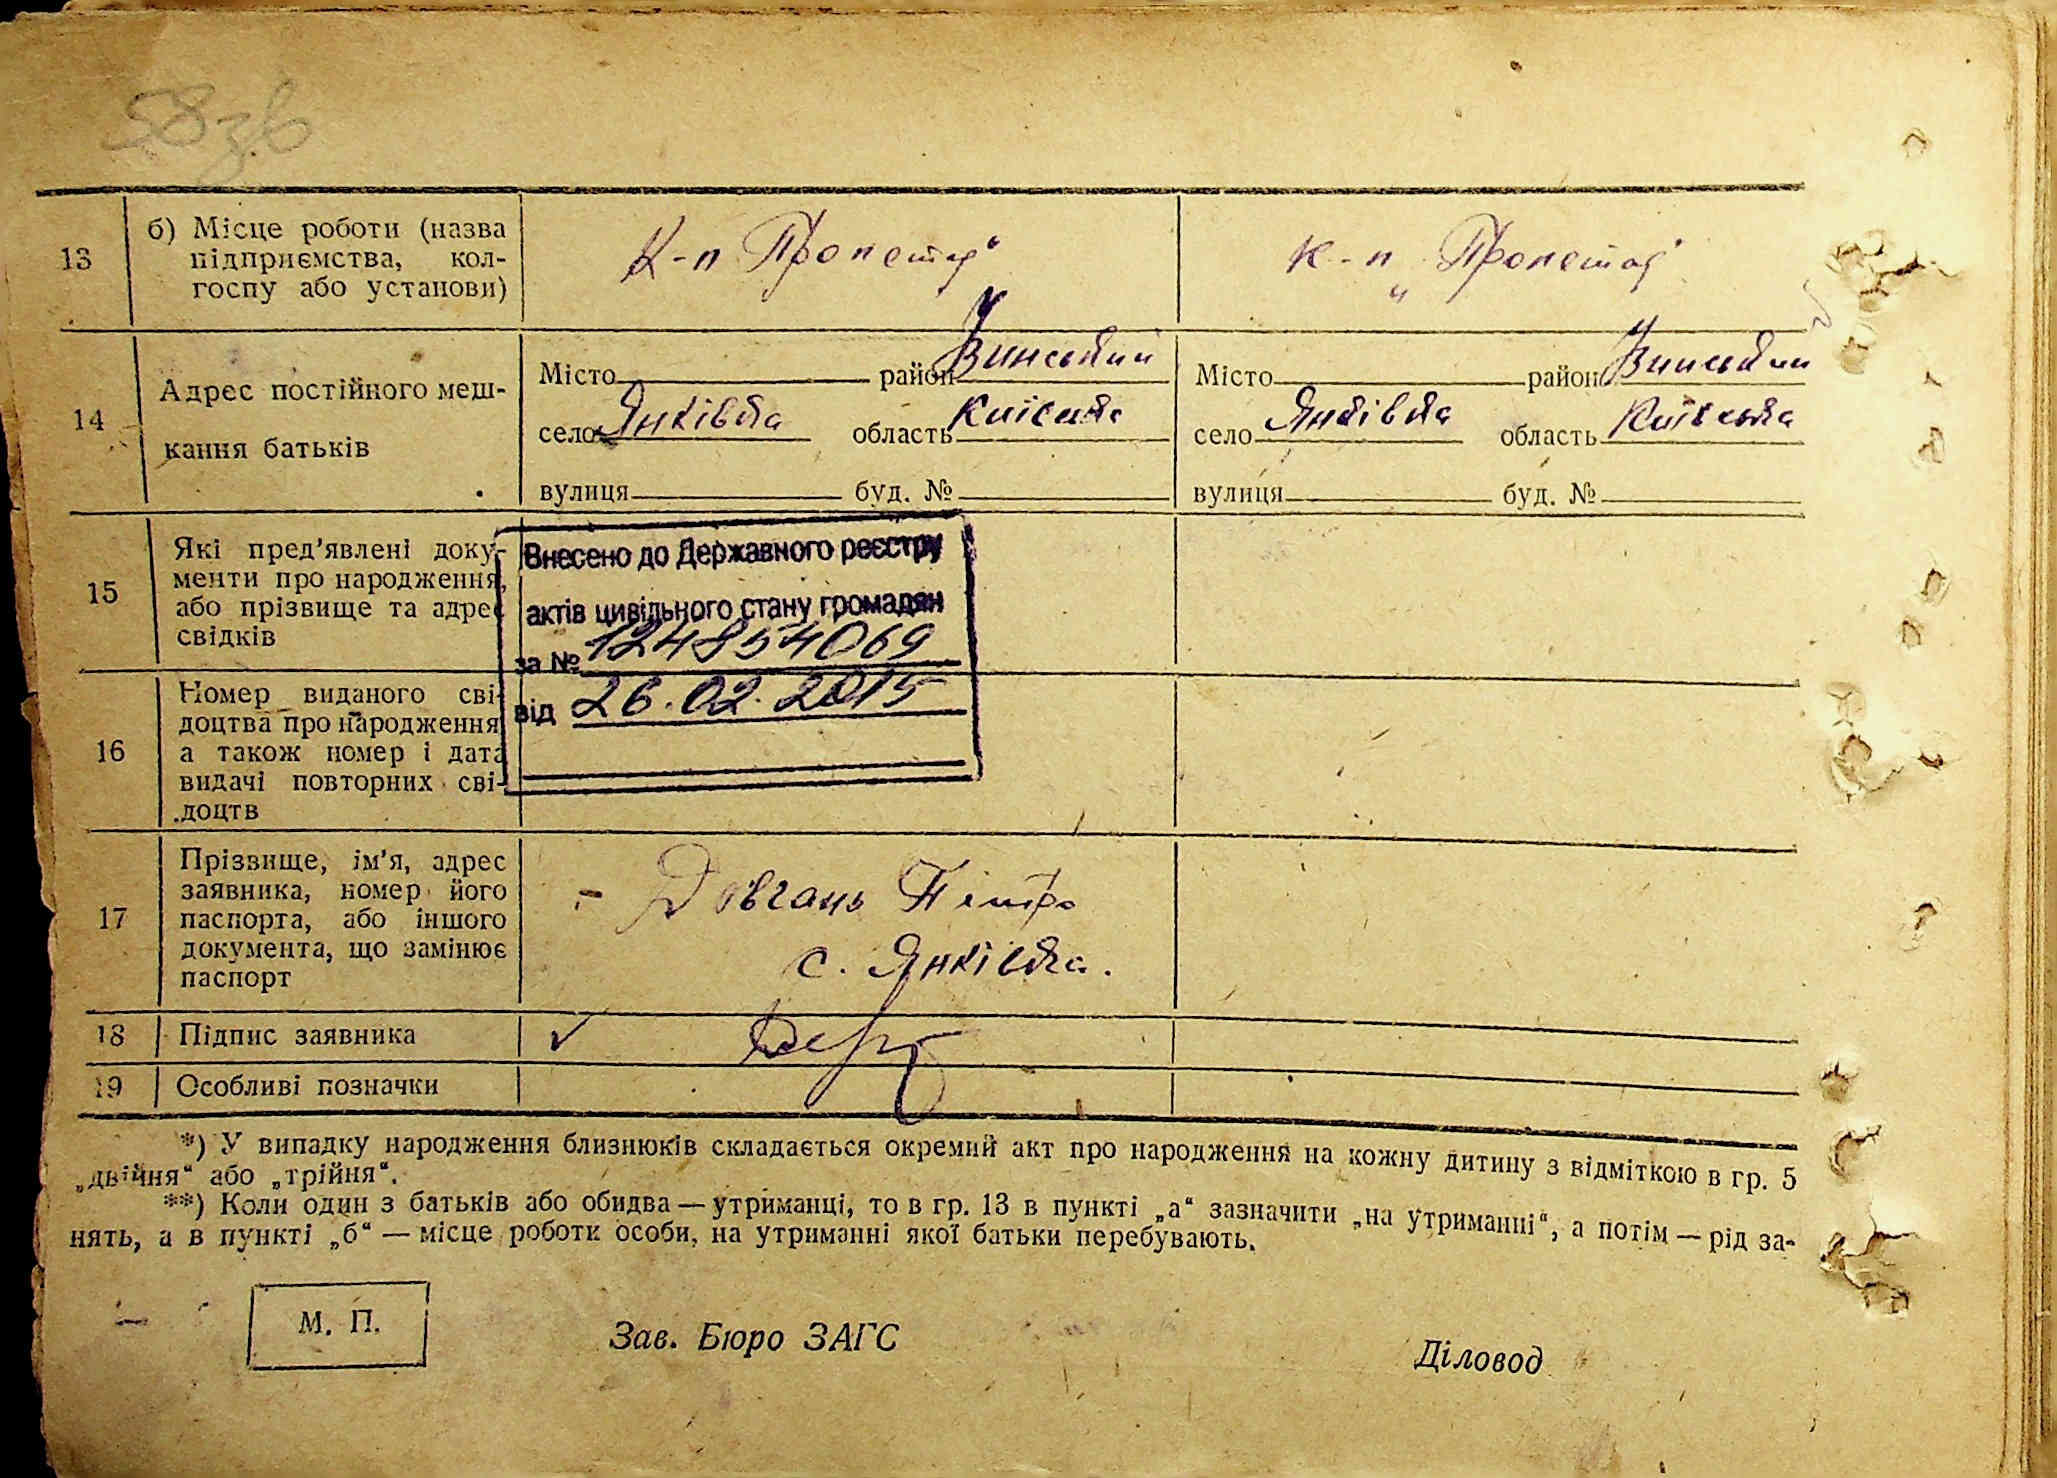 58зв
13
б) Місце роботи (назва
підприємства, кол-
госпу або установи)
К-п Пролетар“
к-п „Пролетар“
14
Адрес постійного меш-
кання батьків
Місто район
село Янківка область Київська
вулиця буд. №
Місто район
село Янківка область Київська
вулиця буд. №
15
Які пред’явлені доку-
менти про народження,
або прізвище та адрес
свідків
Внесено до Державного реєстру
актів цивільного стану громадян
за № 124854069
від 26.02.2015
16
Номер виданого сві-
доцтва про народження
а також номер і дата
видачі повторних сві-
доцтв
17
Прізвище, ім’я, адрес
заявника, номер його
паспорта, або іншого
документа, що замінює
паспорт
- Довгань Петро
с. Янківка.
18 Підпис заявника
19 Особливі позначки
*) У випадку народження близнюків складається окремий акт про народження на кожну дитину з відміткою в гр. 5
„двійня“ або „трійня“.
**) Коли один з батьків або обидва — утриманці, то в гр. 13 в пункті „а“ зазначити „на утриманні“, а потім — рід за-
нять, а в пункті „б“ — місце роботи особи, на утриманні якої батьки перебувають.
М. П.
Зав. Бюро ЗАГС
Діловод